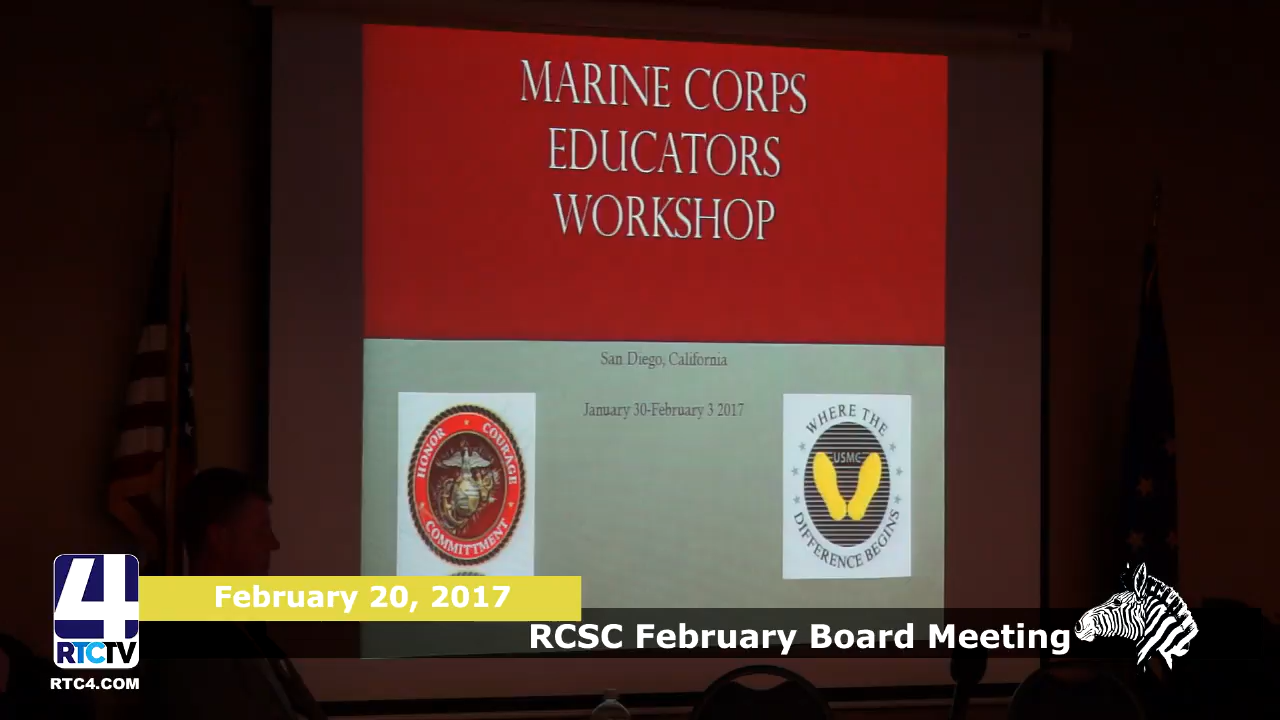 MARINE CORPS
EDUCATORS
WORKSHOP
San Diego, California
January 30-February 3 2017
HONOR COURAGE
COMMITTMENT
WHERE THE
USMC
DIFFERENCE BEGINS
4
RTCTV
RTC4.COM
February 20, 2017
RCSC February Board Meeting